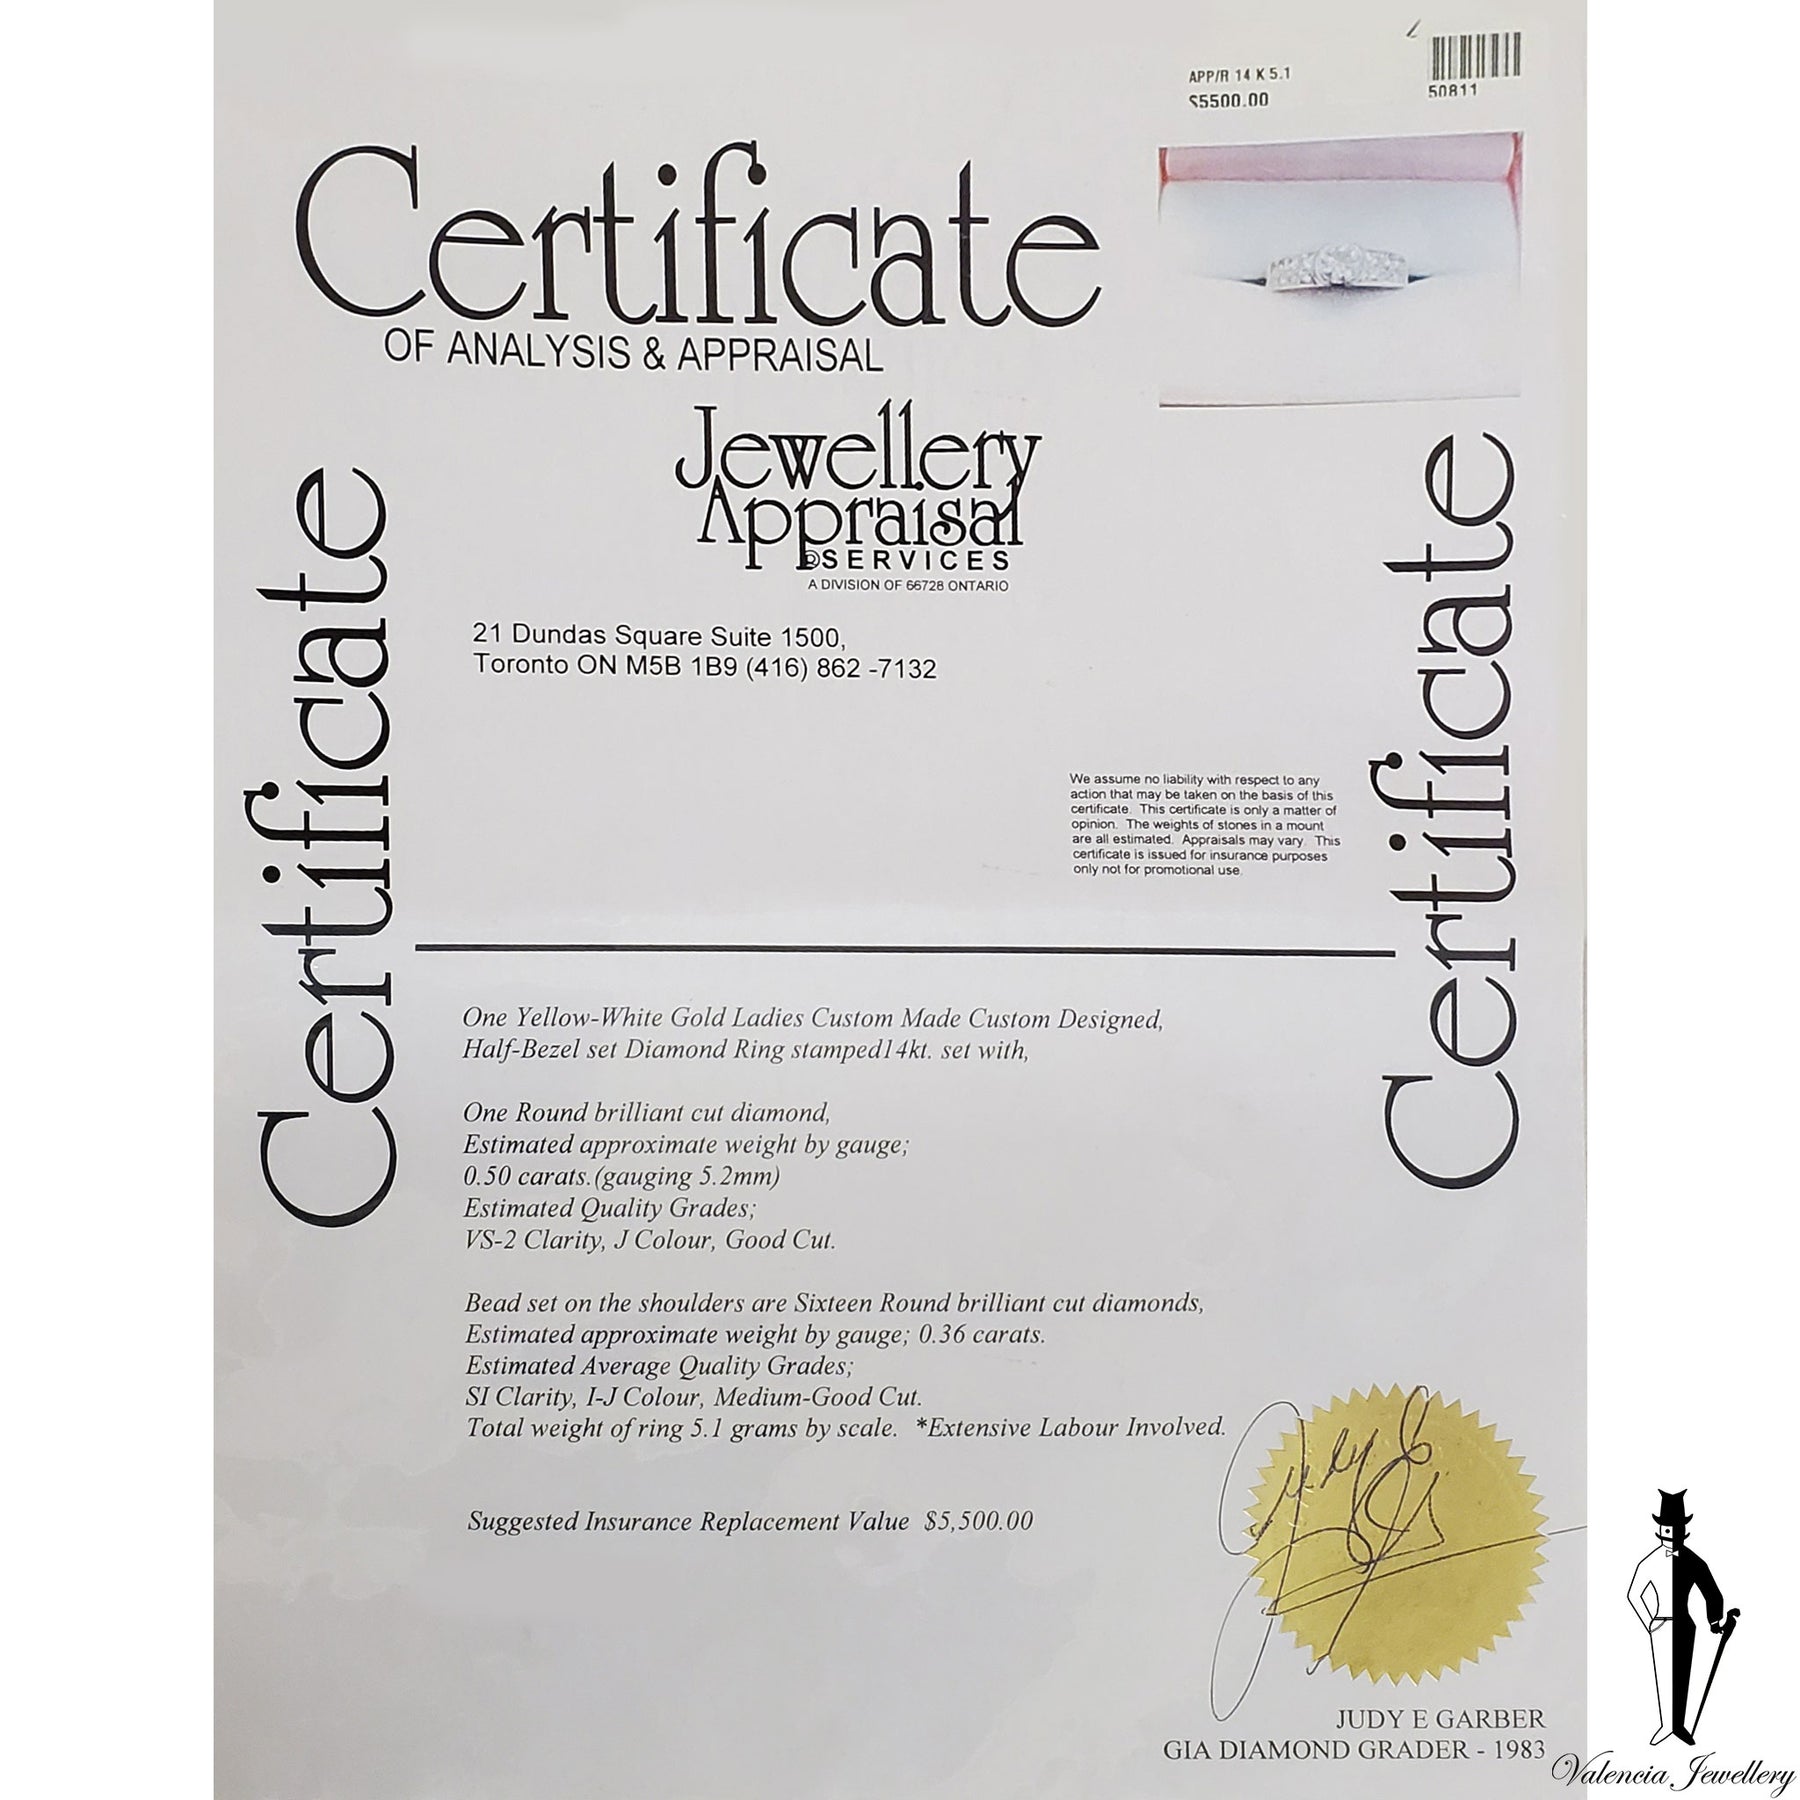 APP/R 14 K 5.1
$5500.00
50811
Certificate
OF ANALYSIS & APPRAISAL
Jewellery
Appraisal
SERVICES
A DIVISION OF 66728 ONTARIO
21 Dundas Square Suite 1500,
Toronto ON M5B 1B9 (416) 862 -7132
Certificate
Certificate
We assume no liability with respect to any
action that may be taken on the basis of this
certificate. This certificate is only a matter of
opinion. The weights of stones in a mount
are all estimated. Appraisals may vary. This
certificate is issued for insurance purposes
only not for promotional use.
One Yellow-White Gold Ladies Custom Made Custom Designed,
Half-Bezel set Diamond Ring stamped14kt. set with,
One Round brilliant cut diamond,
Estimated approximate weight by gauge;
0.50 carats.(gauging 5.2mm)
Estimated Quality Grades;
VS-2 Clarity, J Colour, Good Cut.
Bead set on the shoulders are Sixteen Round brilliant cut diamonds,
Estimated approximate weight by gauge; 0.36 carats.
Estimated Average Quality Grades;
SI Clarity, I-J Colour, Medium-Good Cut.
Total weight of ring 5.1 grams by scale. *Extensive Labour Involved.
Suggested Insurance Replacement Value $5,500.00
JUDY E GARBER
GIA DIAMOND GRADER - 1983
Valencia Jewellery